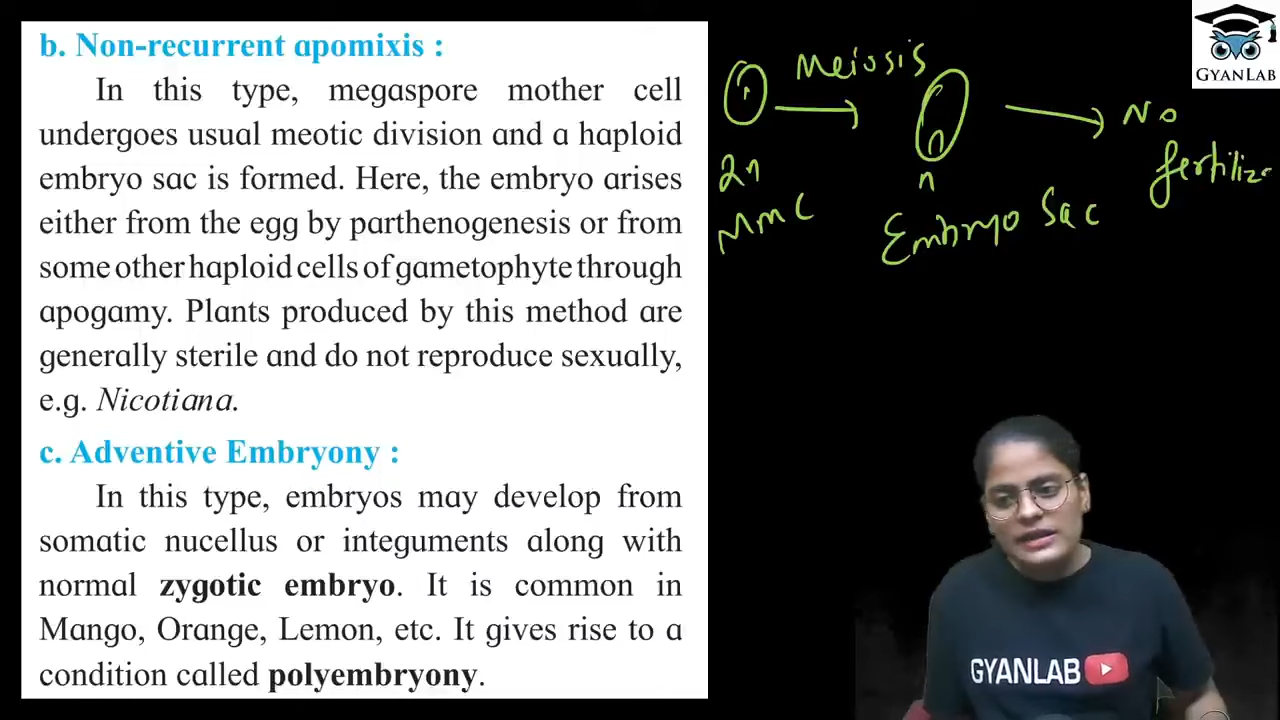 b. Non-recurrent apomixis :
In this type, megaspore mother cell
undergoes usual meotic division and a haploid
embryo sac is formed. Here, the embryo arises
either from the egg by parthenogenesis or from
some other haploid cells of gametophyte through
apogamy. Plants produced by this method are
generally sterile and do not reproduce sexually,
e.g. Nicotiana.
c. Adventive Embryony :
In this type, embryos may develop from
somatic nucellus or integuments along with
normal zygotic embryo. It is common in
Mango, Orange, Lemon, etc. It gives rise to a
condition called polyembryony.
Meiosis
2n
MMC
n
Embryo Sac
No
fertiliz
GYANLAB
GYANLAB